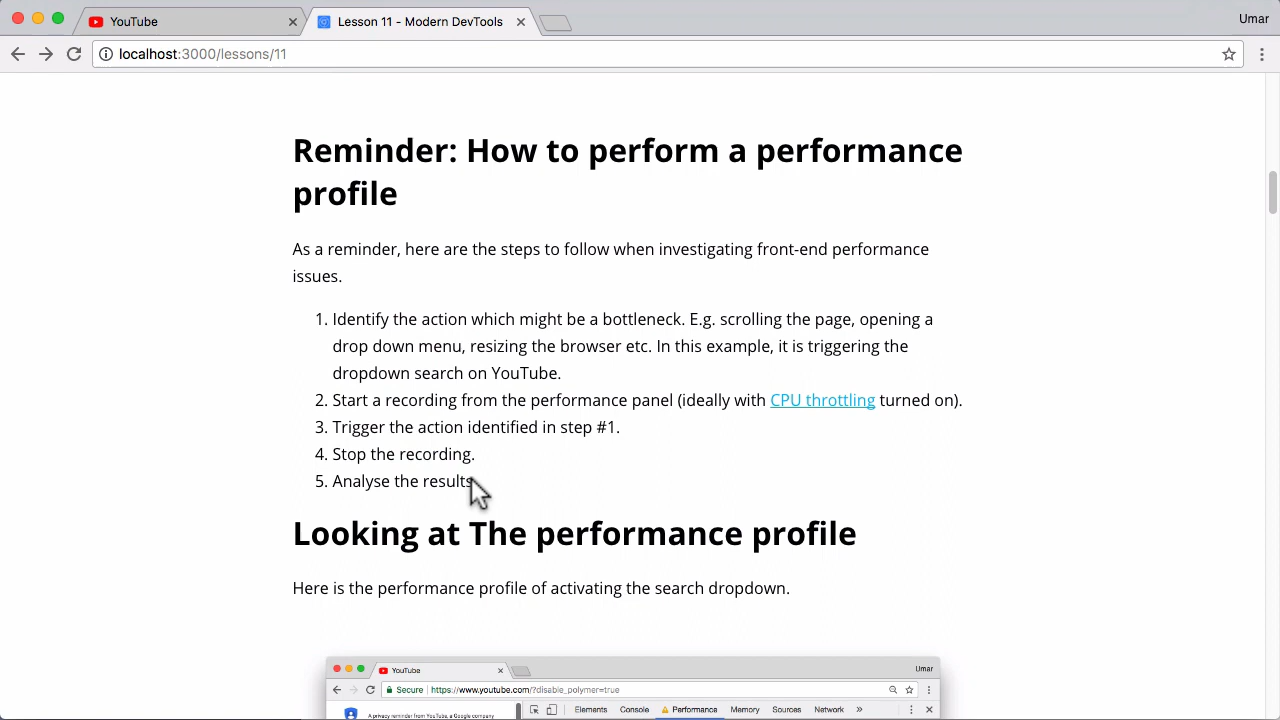 YouTube
Lesson 11 - Modern DevTools
Umar
localhost:3000/lessons/11
Reminder: How to perform a performance
profile
As a reminder, here are the steps to follow when investigating front-end performance
issues.
1. Identify the action which might be a bottleneck. E.g. scrolling the page, opening a
drop down menu, resizing the browser etc. In this example, it is triggering the
dropdown search on YouTube.
2. Start a recording from the performance panel (ideally with CPU throttling turned on).
3. Trigger the action identified in step #1.
4. Stop the recording.
5. Analyse the results
Looking at The performance profile
Here is the performance profile of activating the search dropdown.
YouTube
Umar
Secure https://www.youtube.com/?disable_polymer=true
A privacy reminder from YouTube, a Google company
Elements Console Performance Memory Sources Network »